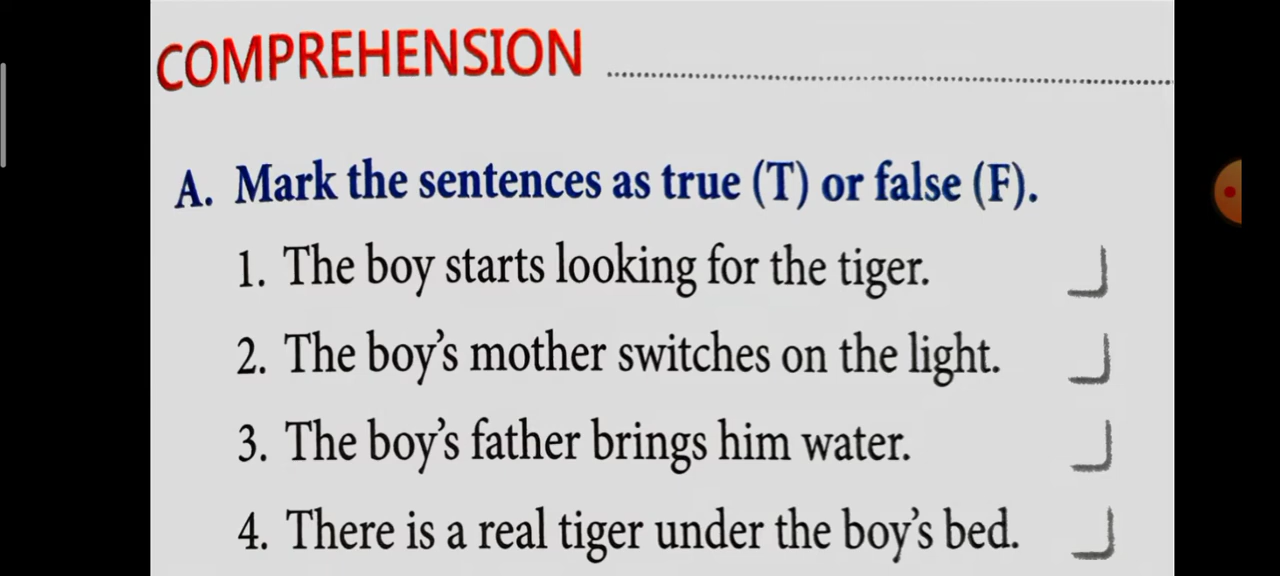 COMPREHENSION
A. Mark the sentences as true (T) or false (F).
1. The boy starts looking for the tiger.
2. The boy's mother switches on the light.
3. The boy's father brings him water.
4. There is a real tiger under the boy's bed.